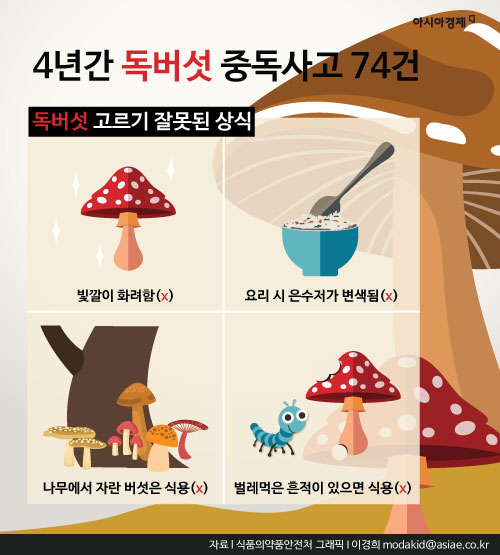 아시아경제
4년간 독버섯 중독사고 74건
독버섯 고르기 잘못된 상식
빛깔이 화려함(x)
요리 시 은수저가 변색됨(x)
나무에서 자란 버섯은 식용(x)
벌레먹은 흔적이 있으면 식용(x)
자료 l 식품의약품안전처 그래픽 l 이경희 modakid@asiae.co.kr